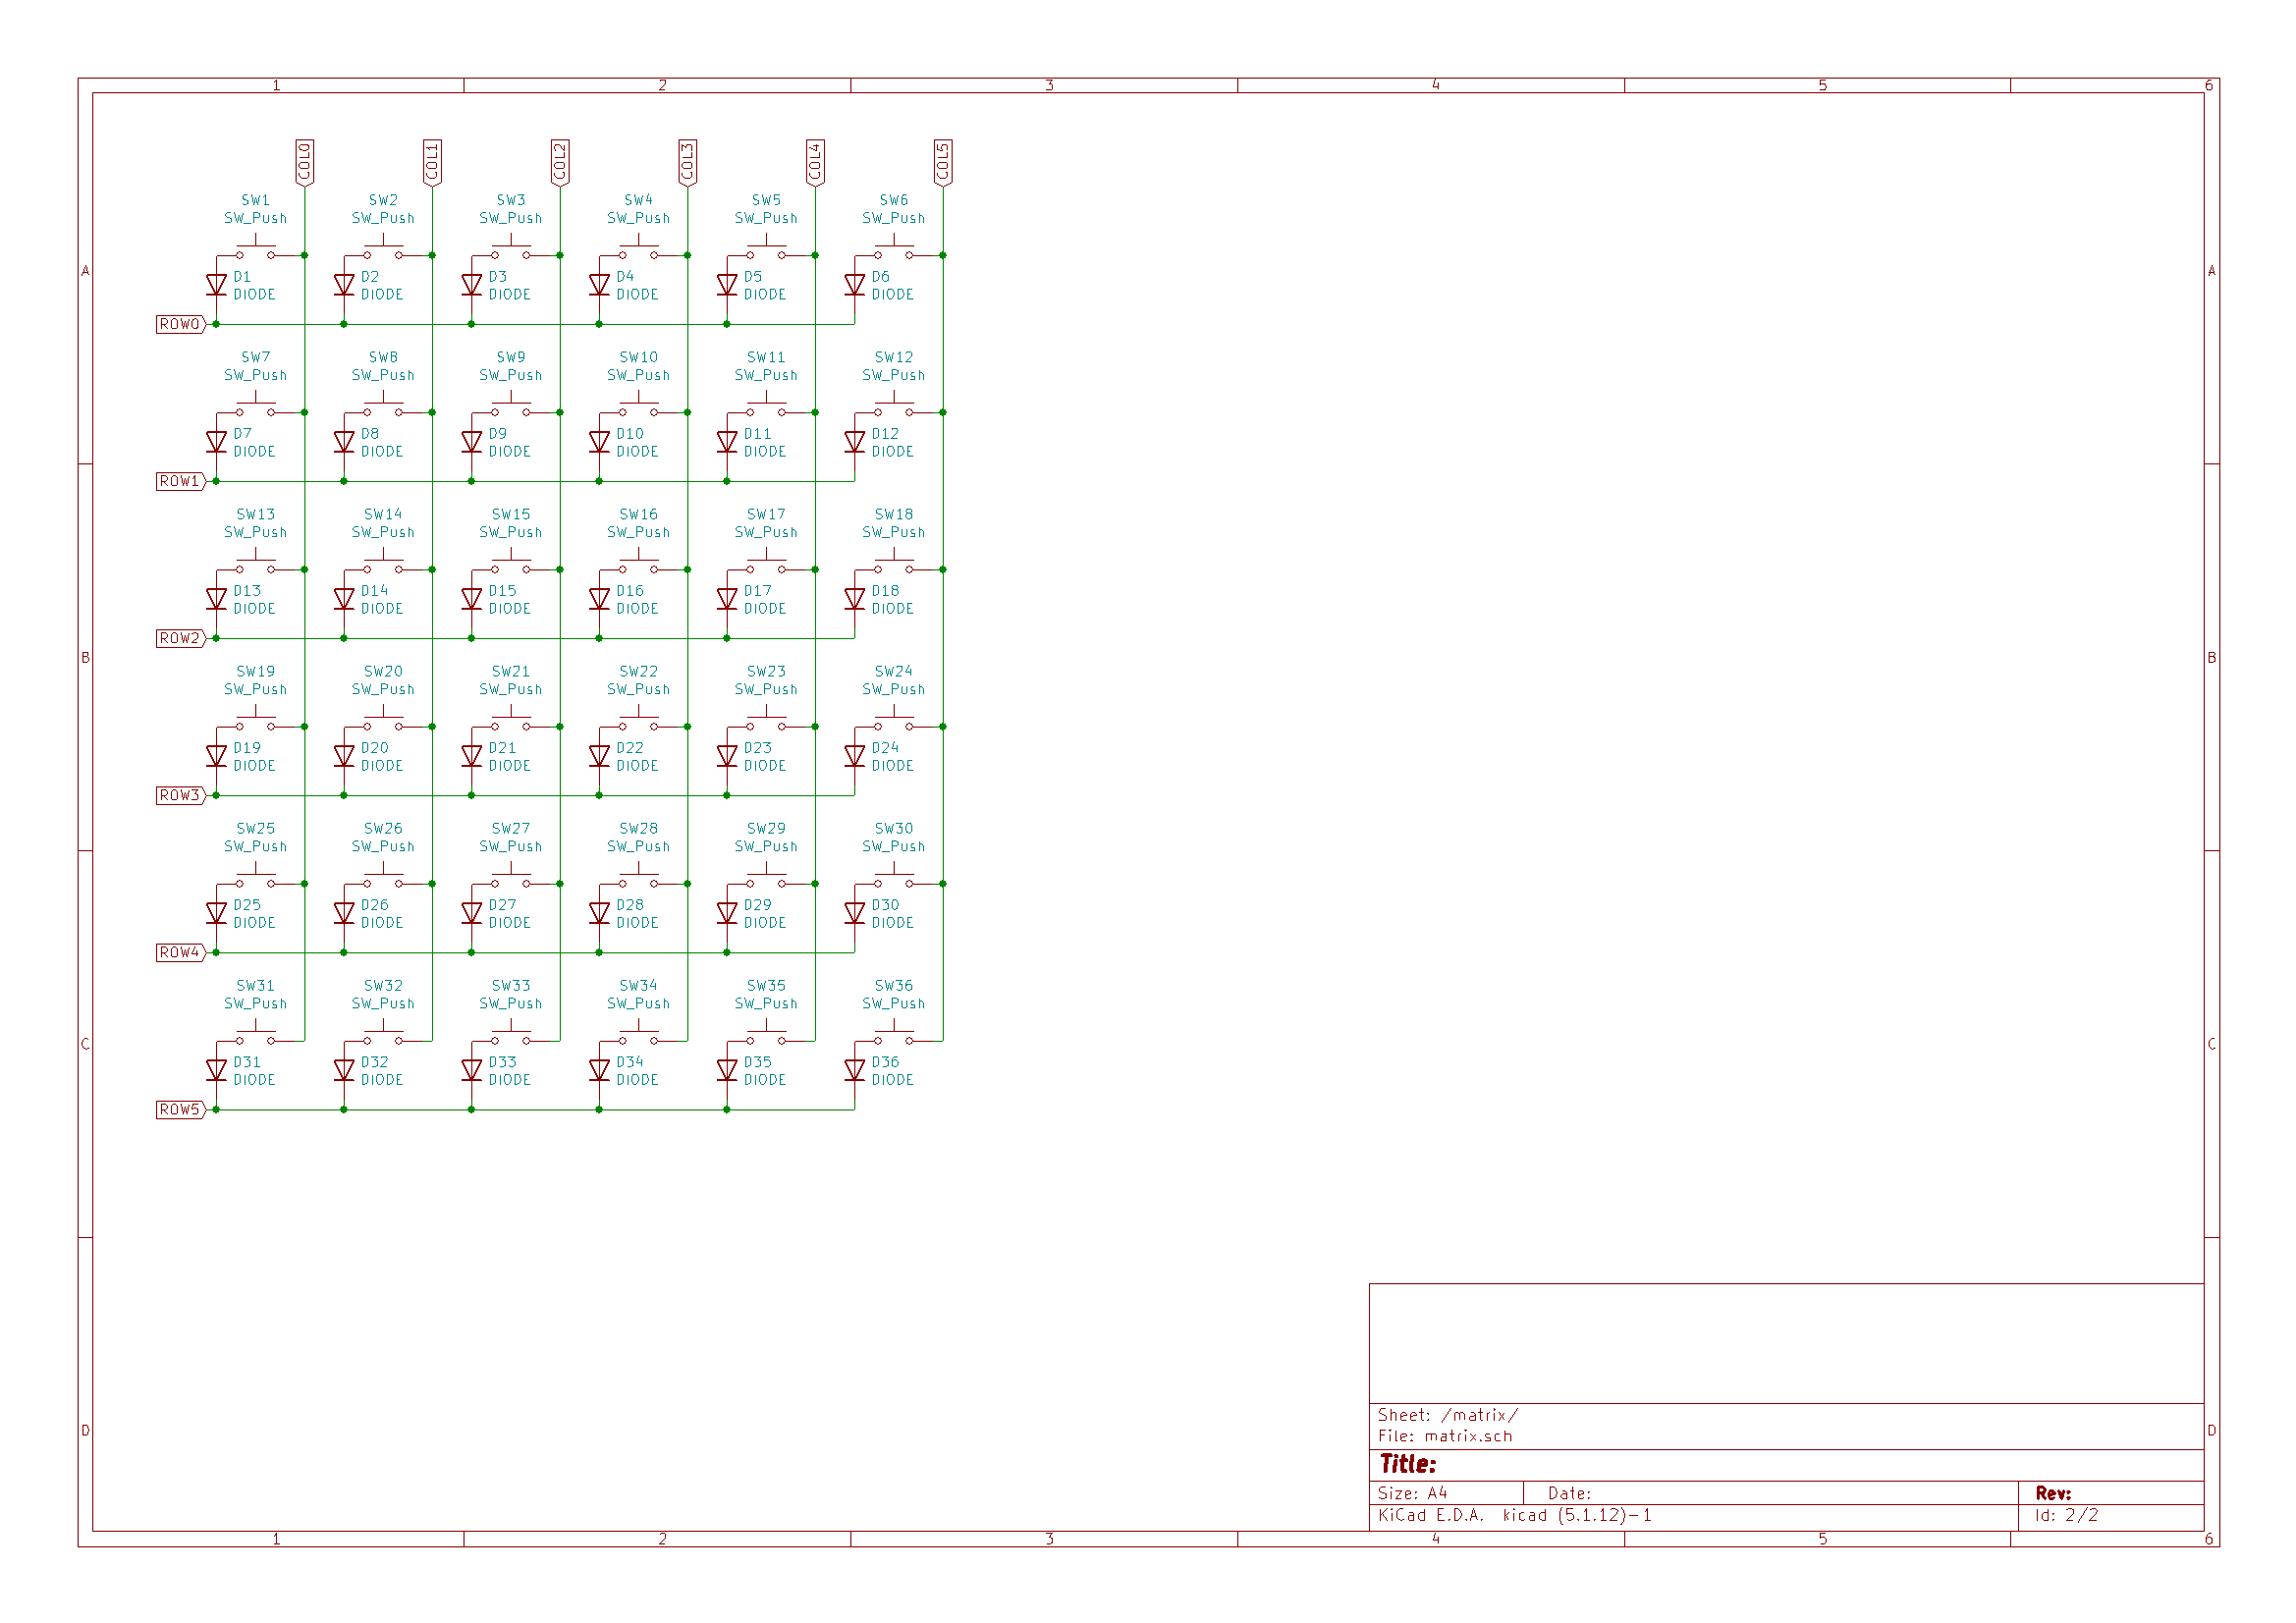 1 2 3 4 5 6
COL0 COL1 COL2 COL3 COL4 COL5
SW1 SW2 SW3 SW4 SW5 SW6
SW_Push SW_Push SW_Push SW_Push SW_Push SW_Push
A D1 D2 D3 D4 D5 D6 A
DIODE DIODE DIODE DIODE DIODE DIODE
ROW0
SW7 SW8 SW9 SW10 SW11 SW12
SW_Push SW_Push SW_Push SW_Push SW_Push SW_Push
D7 D8 D9 D10 D11 D12
DIODE DIODE DIODE DIODE DIODE DIODE
ROW1
SW13 SW14 SW15 SW16 SW17 SW18
SW_Push SW_Push SW_Push SW_Push SW_Push SW_Push
D13 D14 D15 D16 D17 D18
DIODE DIODE DIODE DIODE DIODE DIODE
ROW2
B B
SW19 SW20 SW21 SW22 SW23 SW24
SW_Push SW_Push SW_Push SW_Push SW_Push SW_Push
D19 D20 D21 D22 D23 D24
DIODE DIODE DIODE DIODE DIODE DIODE
ROW3
SW25 SW26 SW27 SW28 SW29 SW30
SW_Push SW_Push SW_Push SW_Push SW_Push SW_Push
D25 D26 D27 D28 D29 D30
DIODE DIODE DIODE DIODE DIODE DIODE
ROW4
SW31 SW32 SW33 SW34 SW35 SW36
SW_Push SW_Push SW_Push SW_Push SW_Push SW_Push
C C
D31 D32 D33 D34 D35 D36
DIODE DIODE DIODE DIODE DIODE DIODE
ROW5
Sheet: /matrix/
D D
File: matrix.sch
Title:
Size: A4 Date: Rev:
KiCad E.D.A. kicad (5.1.12)-1 Id: 2/2
1 2 3 4 5 6